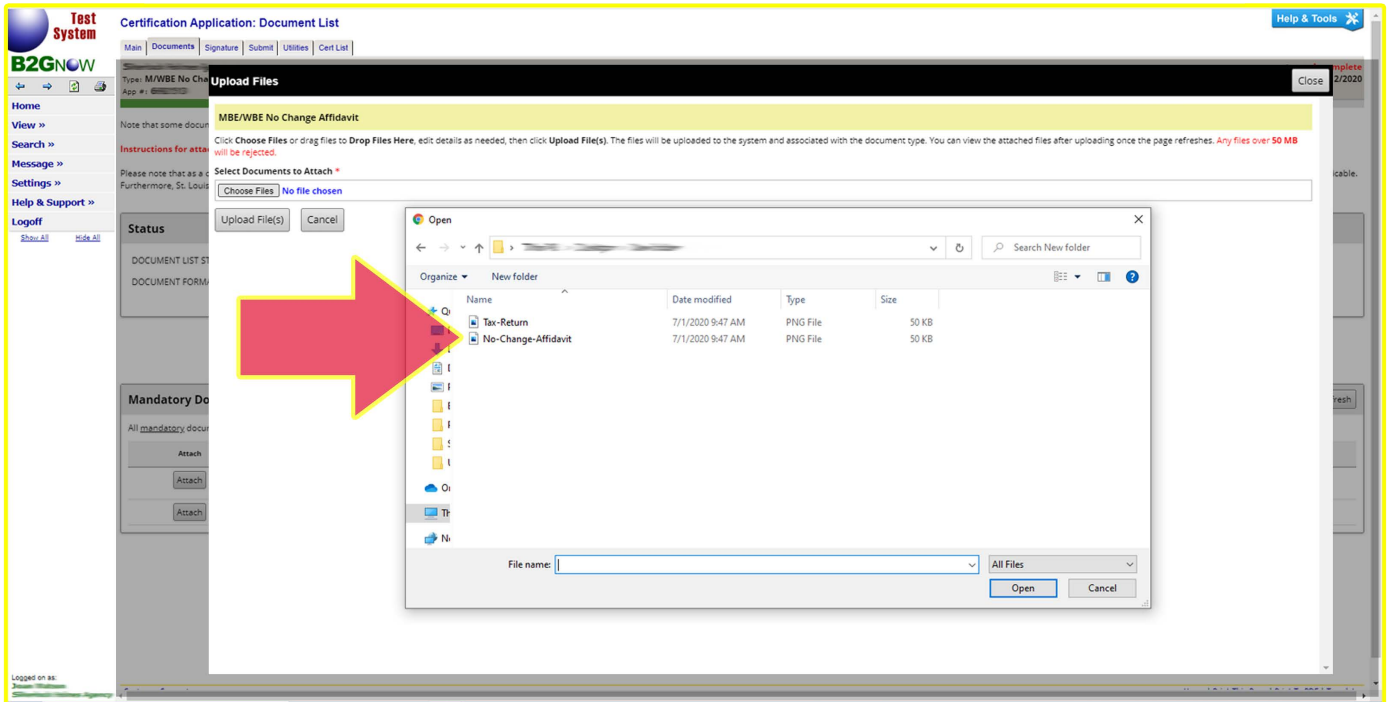 Test
System
Certification Application: Document List
Help & Tools
Main Documents Signature Submit Utilities Cert List
B2GNOW
Type: M/WBE No Cha
App #:
mplete
2/2020
Upload Files
Close
Home
View »
Search »
Message »
Settings »
Help & Support »
Logoff
Show All Hide All
Note that some docum
Instructions for atta
Please note that as a c
Furthermore, St. Louis
icable.
MBE/WBE No Change Affidavit
Click Choose Files or drag files to Drop Files Here, edit details as needed, then click Upload File(s). The files will be uploaded to the system and associated with the document type. You can view the attached files after uploading once the page refreshes. Any files over 50 MB
will be rejected.
Select Documents to Attach *
Choose Files No file chosen
Upload File(s) Cancel
Status
DOCUMENT LIST ST
DOCUMENT FORMA
Open
Search New folder
Organize New folder
Name Date modified Type Size
Tax-Return 7/1/2020 9:47 AM PNG File 50 KB
No-Change-Affidavit 7/1/2020 9:47 AM PNG File 50 KB
Mandatory Do
All mandatory docum
Attach
Attach
Attach
fresh
File name:
All Files
Open Cancel
Logged on as: